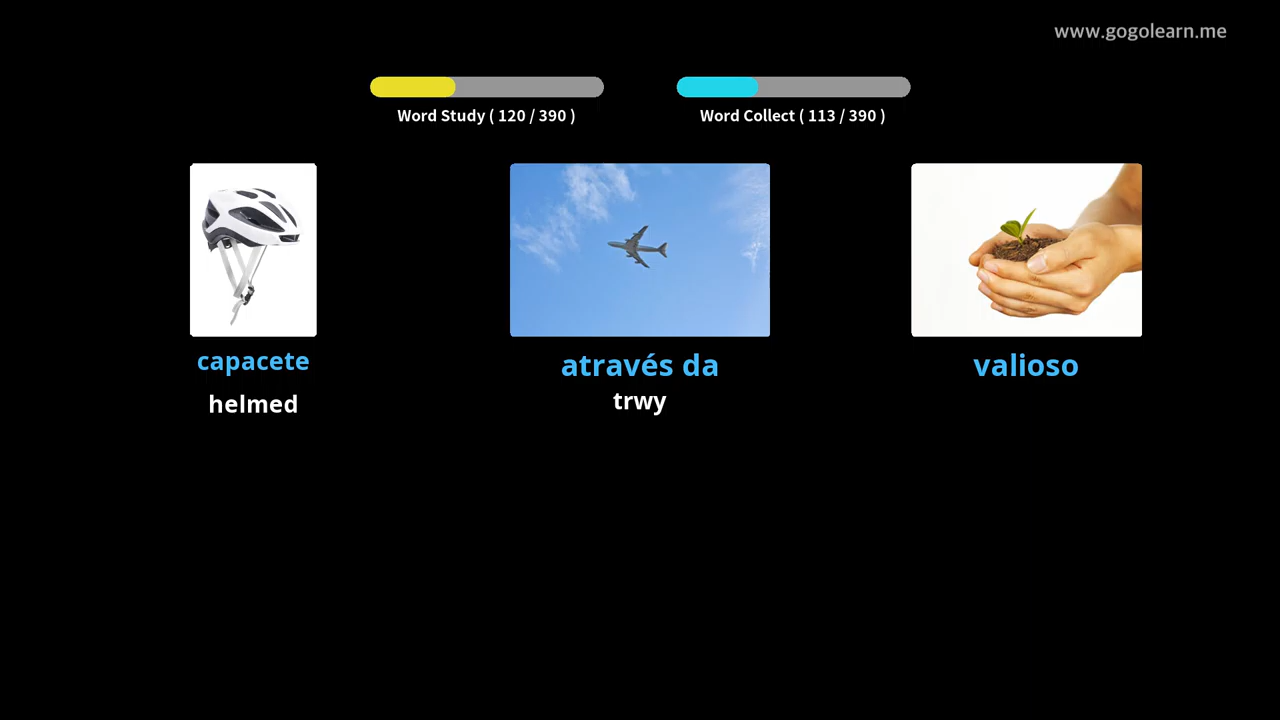 www.gogolearn.me
Word Study ( 120 / 390 )
Word Collect ( 113 / 390 )
capacete
helmed
através da
trwy
valioso